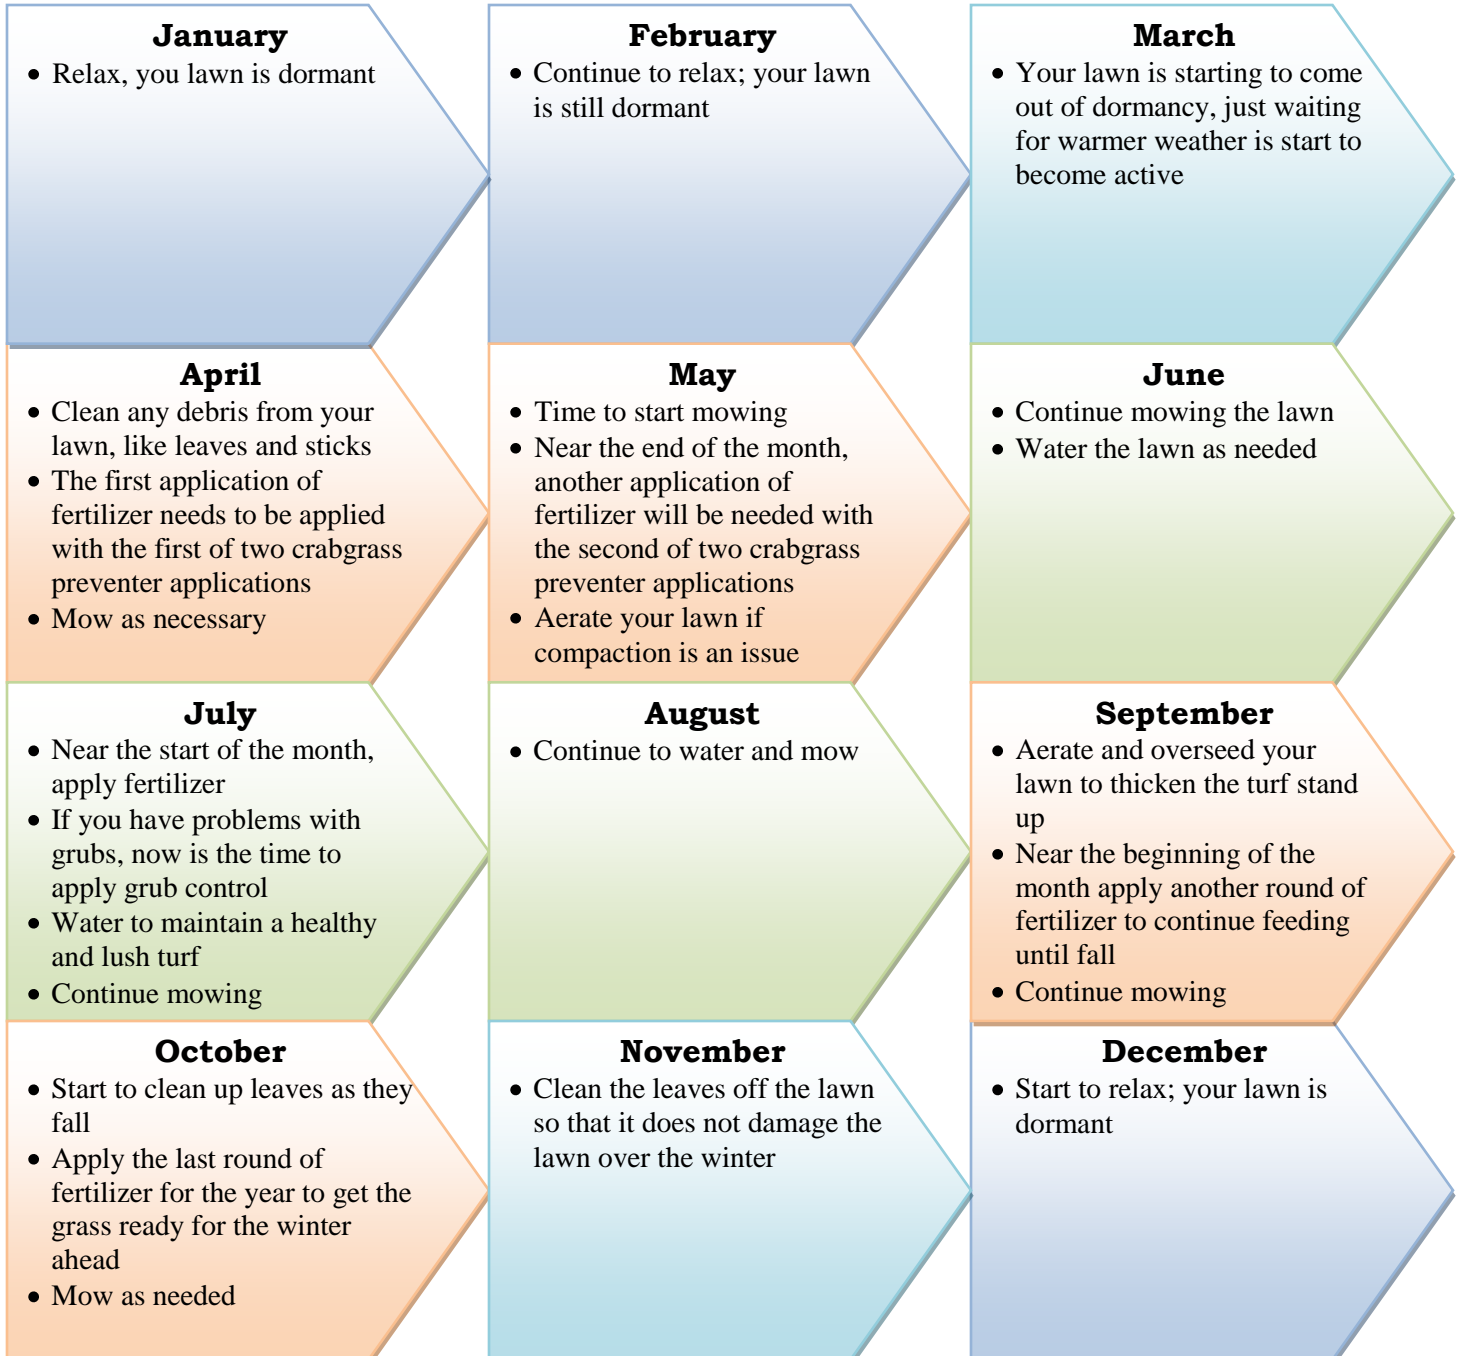 January
• Relax, you lawn is dormant
February
• Continue to relax; your lawn
is still dormant
March
• Your lawn is starting to come
out of dormancy, just waiting
for warmer weather is start to
become active
April
• Clean any debris from your
lawn, like leaves and sticks
• The first application of
fertilizer needs to be applied
with the first of two crabgrass
preventer applications
• Mow as necessary
May
• Time to start mowing
• Near the end of the month,
another application of
fertilizer will be needed with
the second of two crabgrass
preventer applications
• Aerate your lawn if
compaction is an issue
June
• Continue mowing the lawn
• Water the lawn as needed
July
• Near the start of the month,
apply fertilizer
• If you have problems with
grubs, now is the time to
apply grub control
• Water to maintain a healthy
and lush turf
• Continue mowing
August
• Continue to water and mow
September
• Aerate and overseed your
lawn to thicken the turf stand
up
• Near the beginning of the
month apply another round of
fertilizer to continue feeding
until fall
• Continue mowing
October
• Start to clean up leaves as they
fall
• Apply the last round of
fertilizer for the year to get the
grass ready for the winter
ahead
• Mow as needed
November
• Clean the leaves off the lawn
so that it does not damage the
lawn over the winter
December
• Start to relax; your lawn is
dormant